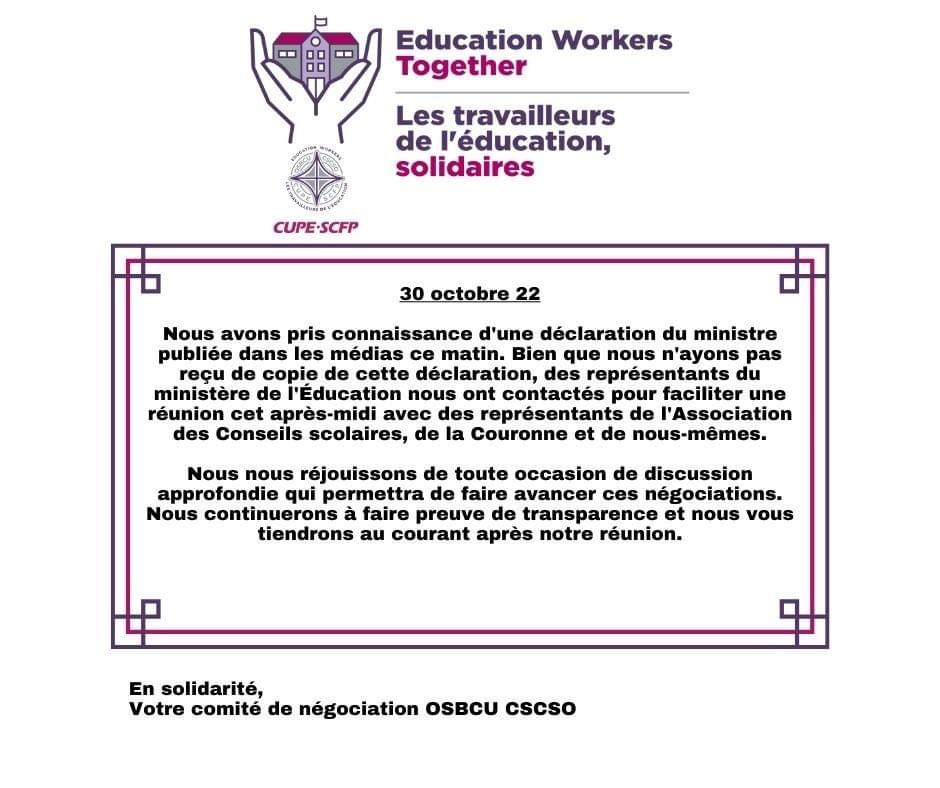 Education Workers
Together
Les travailleurs
de l'éducation,
solidaires
EDUCATION WORKERS
OSBCU CSCSO
CUPE SCFP
LES TRAVAILLEURS DE L'ÉDUCATION
CUPE·SCFP
30 octobre 22
Nous avons pris connaissance d'une déclaration du ministre
publiée dans les médias ce matin. Bien que nous n'ayons pas
reçu de copie de cette déclaration, des représentants du
ministère de l'Éducation nous ont contactés pour faciliter une
réunion cet après-midi avec des représentants de l'Association
des Conseils scolaires, de la Couronne et de nous-mêmes.
Nous nous réjouissons de toute occasion de discussion
approfondie qui permettra de faire avancer ces négociations.
Nous continuerons à faire preuve de transparence et nous vous
tiendrons au courant après notre réunion.
En solidarité,
Votre comité de négociation OSBCU CSCSO